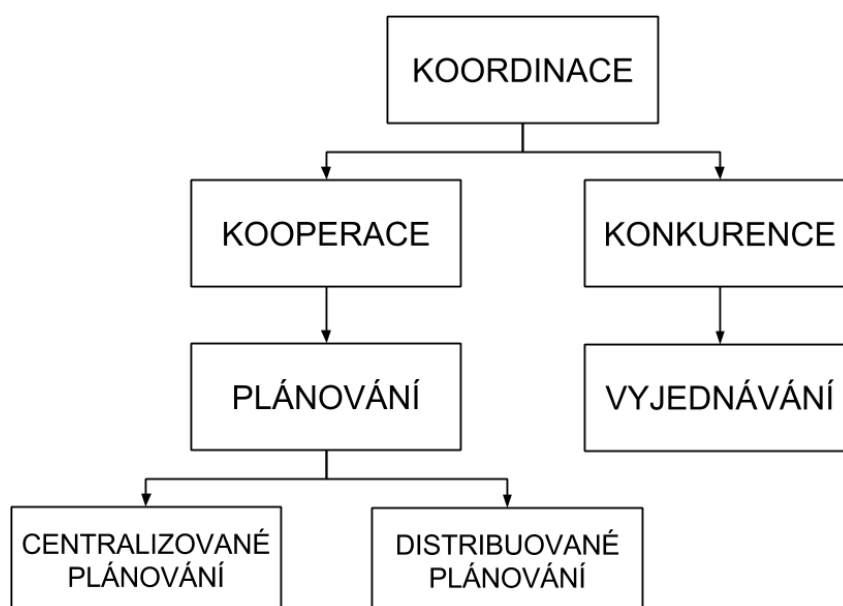 KOORDINACE
KOOPERACE
KONKURENCE
PLÁNOVÁNÍ
VYJEDNÁVÁNÍ
CENTRALIZOVANÉ
PLÁNOVÁNÍ
DISTRIBUOVANÉ
PLÁNOVÁNÍ